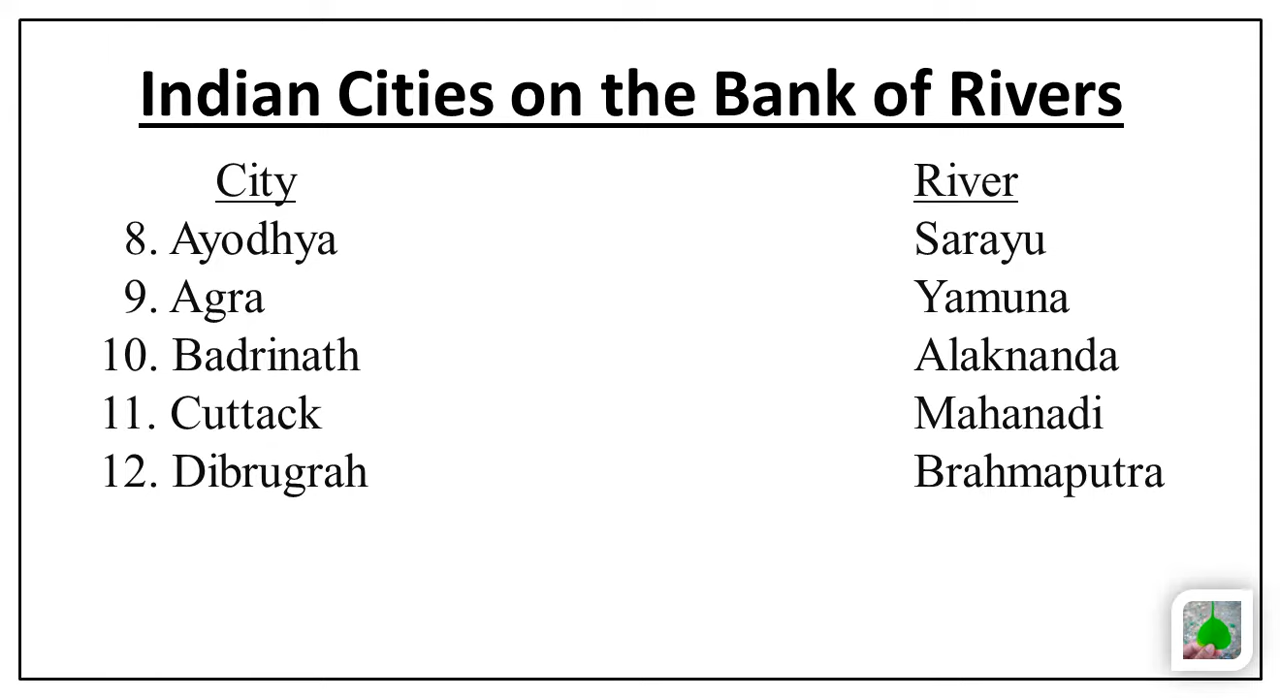 Indian Cities on the Bank of Rivers
City River
8. Ayodhya Sarayu
9. Agra Yamuna
10. Badrinath Alaknanda
11. Cuttack Mahanadi
12. Dibrugrah Brahmaputra